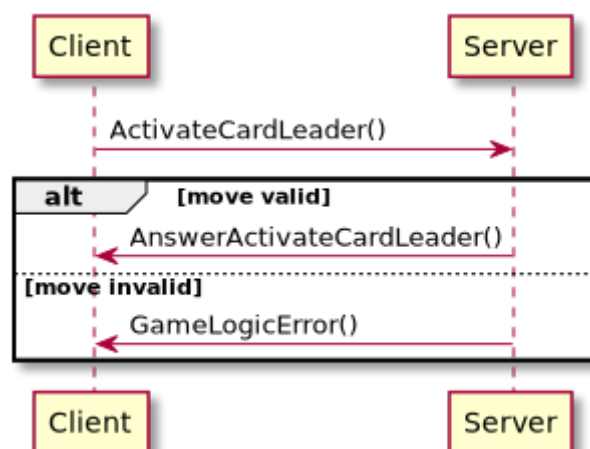 Client Server
ActivateCardLeader()
alt [move valid]
AnswerActivateCardLeader()
[move invalid]
GameLogicError()
Client Server